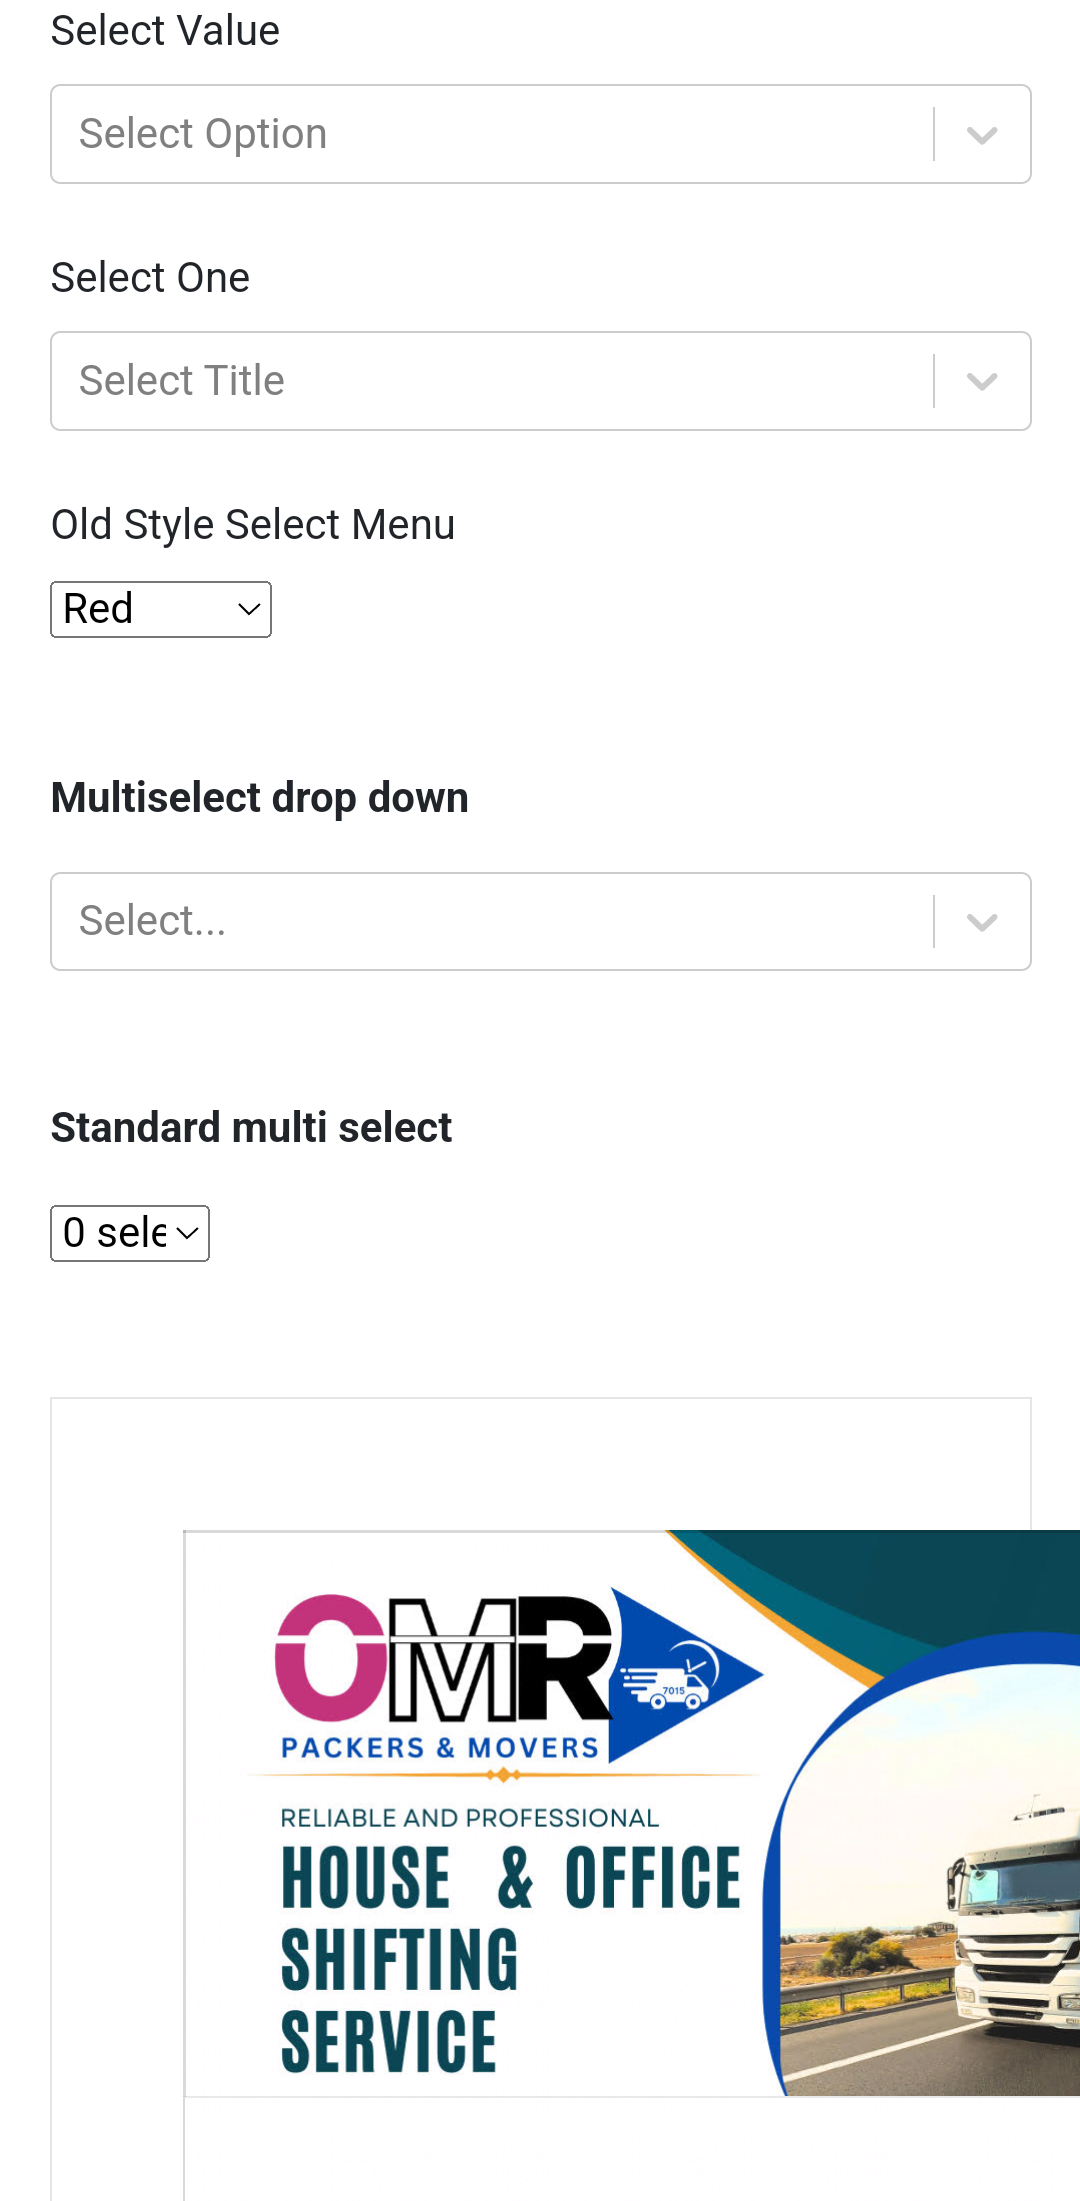 Select Value
Select Option
Select One
Select Title
Old Style Select Menu
Red
Multiselect drop down
Select...
Standard multi select
0 sele
OMR
7015
PACKERS & MOVERS
RELIABLE AND PROFESSIONAL
HOUSE & OFFICE
SHIFTING
SERVICE